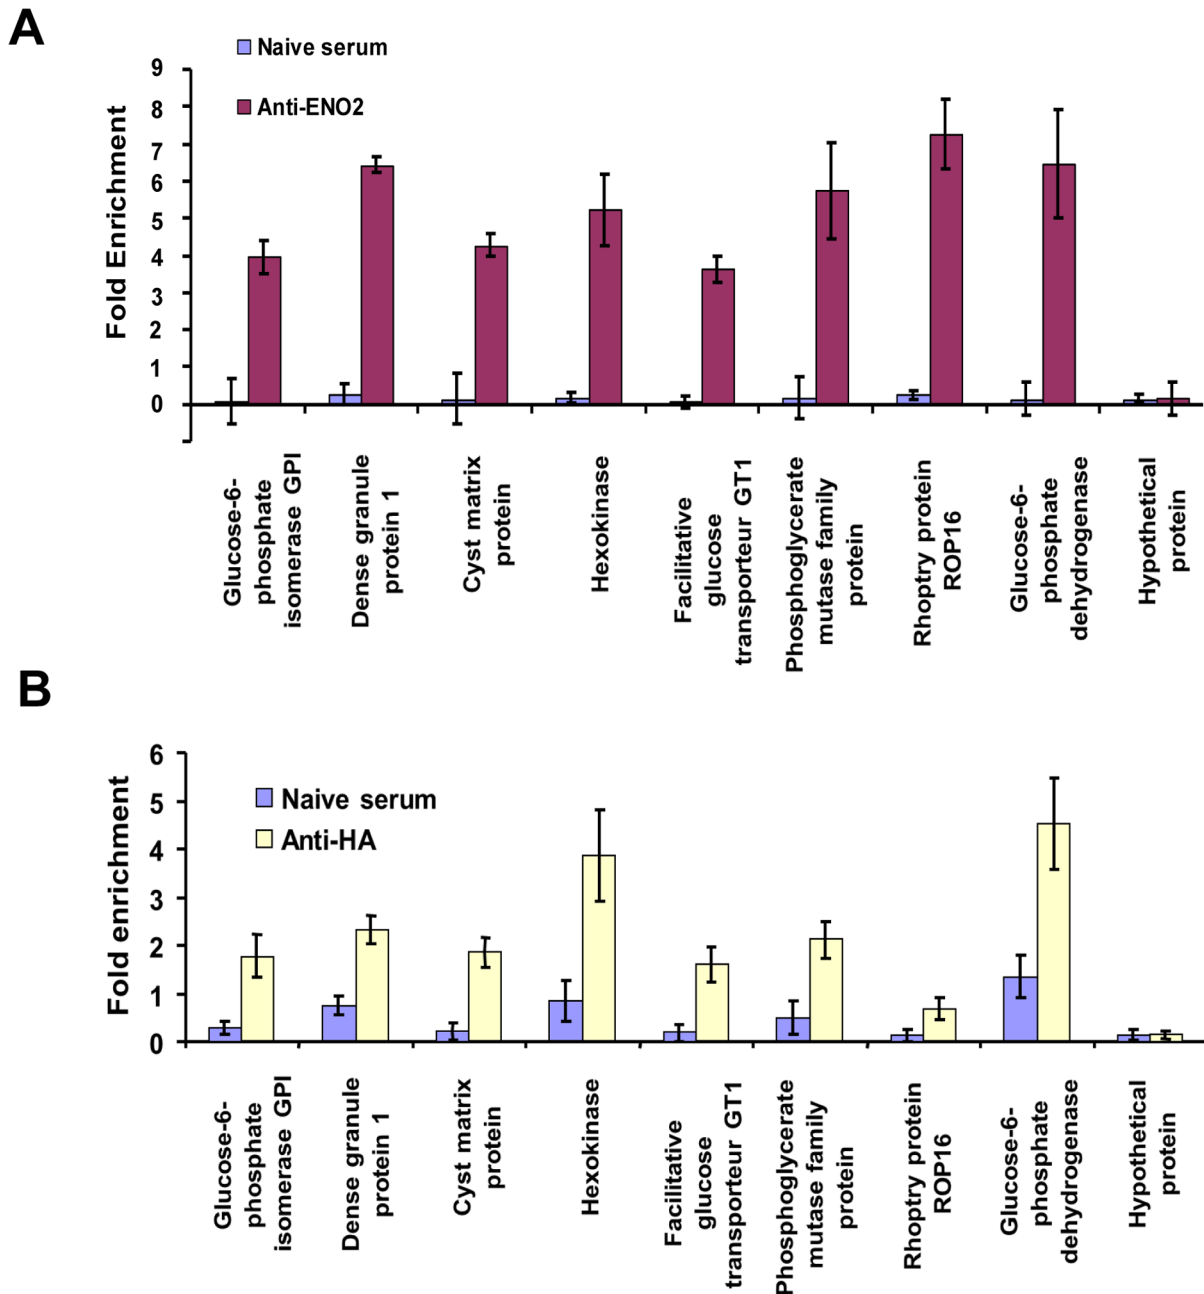 A
Naive serum
Anti-ENO2
Fold Enrichment
9
8
7
6
5
4
3
2
1
0
Glucose-6-
phosphate
isomerase GPI
Dense granule
protein 1
Cyst matrix
protein
Hexokinase
Facilitative
glucose
transporteur GT1
Phosphoglycerate
mutase family
protein
Rhoptry protein
ROP16
Glucose-6-
phosphate
dehydrogenase
Hypothetical
protein
B
Naive serum
Anti-HA
Fold enrichment
6
5
4
3
2
1
0
Glucose-6-
phosphate
isomerase GPI
Dense granule
protein 1
Cyst matrix
protein
Hexokinase
Facilitative
glucose
transporteur GT1
Phosphoglycerate
mutase family
protein
Rhoptry protein
ROP16
Glucose-6-
phosphate
dehydrogenase
Hypothetical
protein